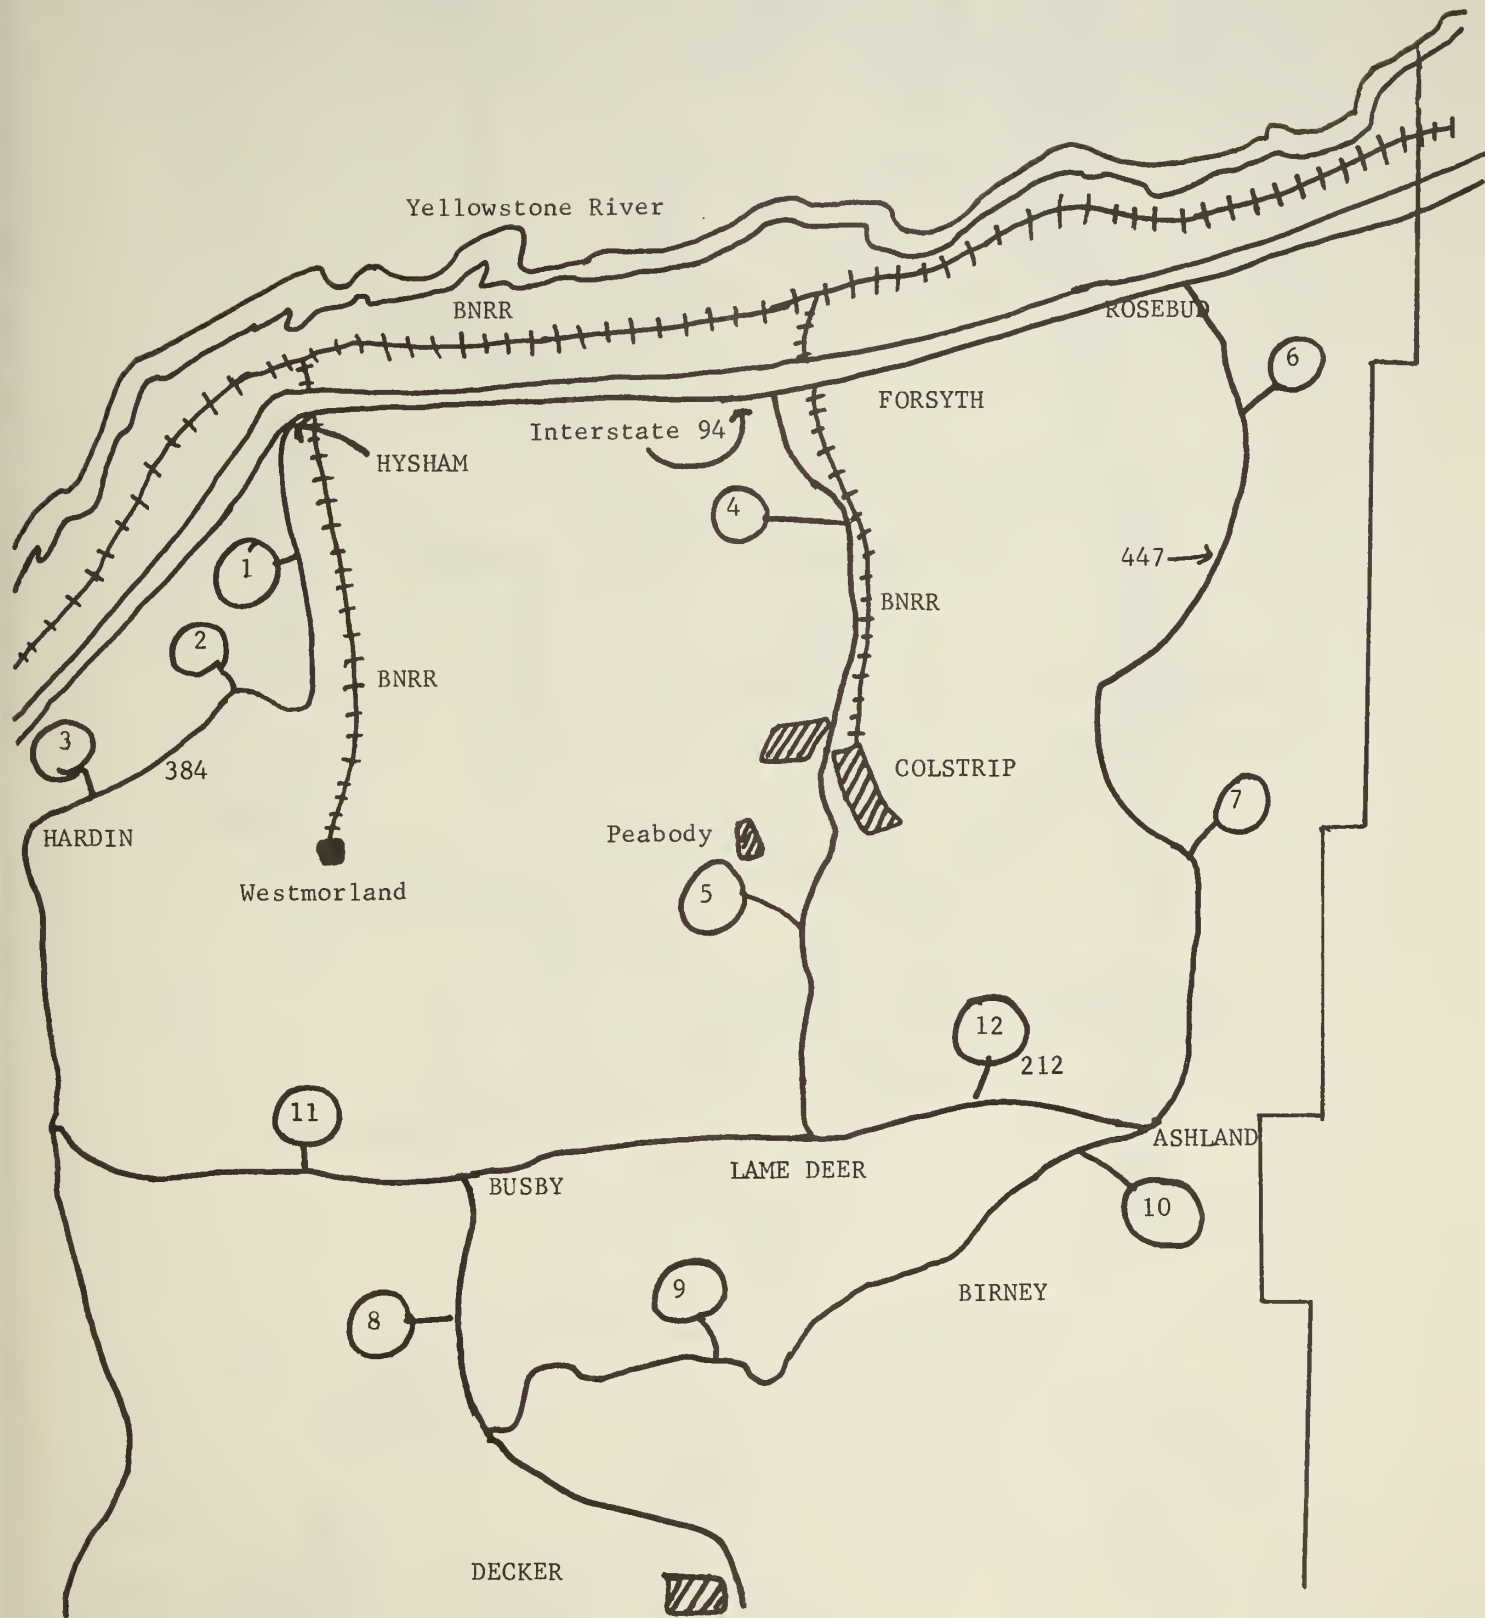 Yellowstone River
BNRR
ROSEBUD
6
FORSYTH
Interstate 94
HYSHAM
4
447
1
BNRR
2
BNRR
3
384
COLSTRIP
7
HARDIN
Peabody
Westmorland
5
12
212
11
ASHLAND
LAME DEER
BUSBY
10
9
BIRNEY
8
DECKER